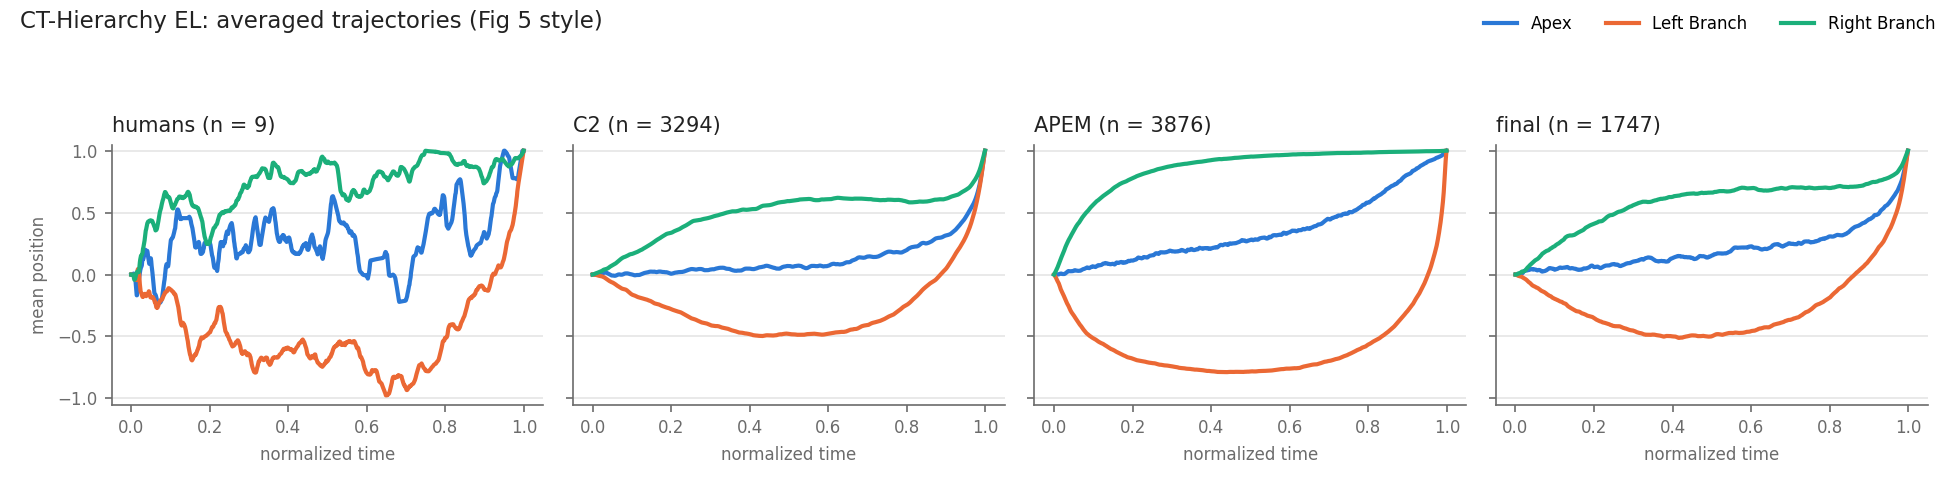 CT-Hierarchy EL: averaged trajectories (Fig 5 style)
Apex
Left Branch
Right Branch
humans (n = 9)
C2 (n = 3294)
APEM (n = 3876)
final (n = 1747)
mean position
1.0
0.5
0.0
−0.5
−1.0
0.0 0.2 0.4 0.6 0.8 1.0
0.0 0.2 0.4 0.6 0.8 1.0
0.0 0.2 0.4 0.6 0.8 1.0
0.0 0.2 0.4 0.6 0.8 1.0
normalized time
normalized time
normalized time
normalized time